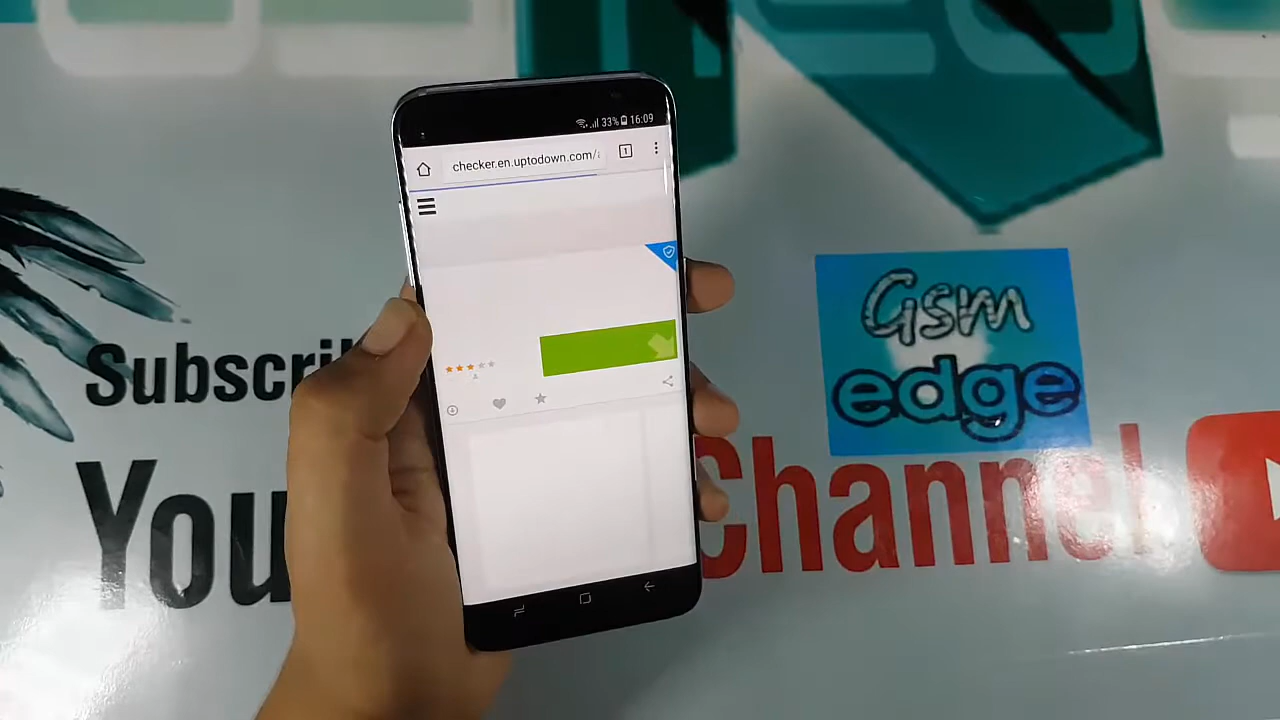 33% 16:09
checker.en.uptodown.com/
1
Gsm
edge
Subscri
You
Channel